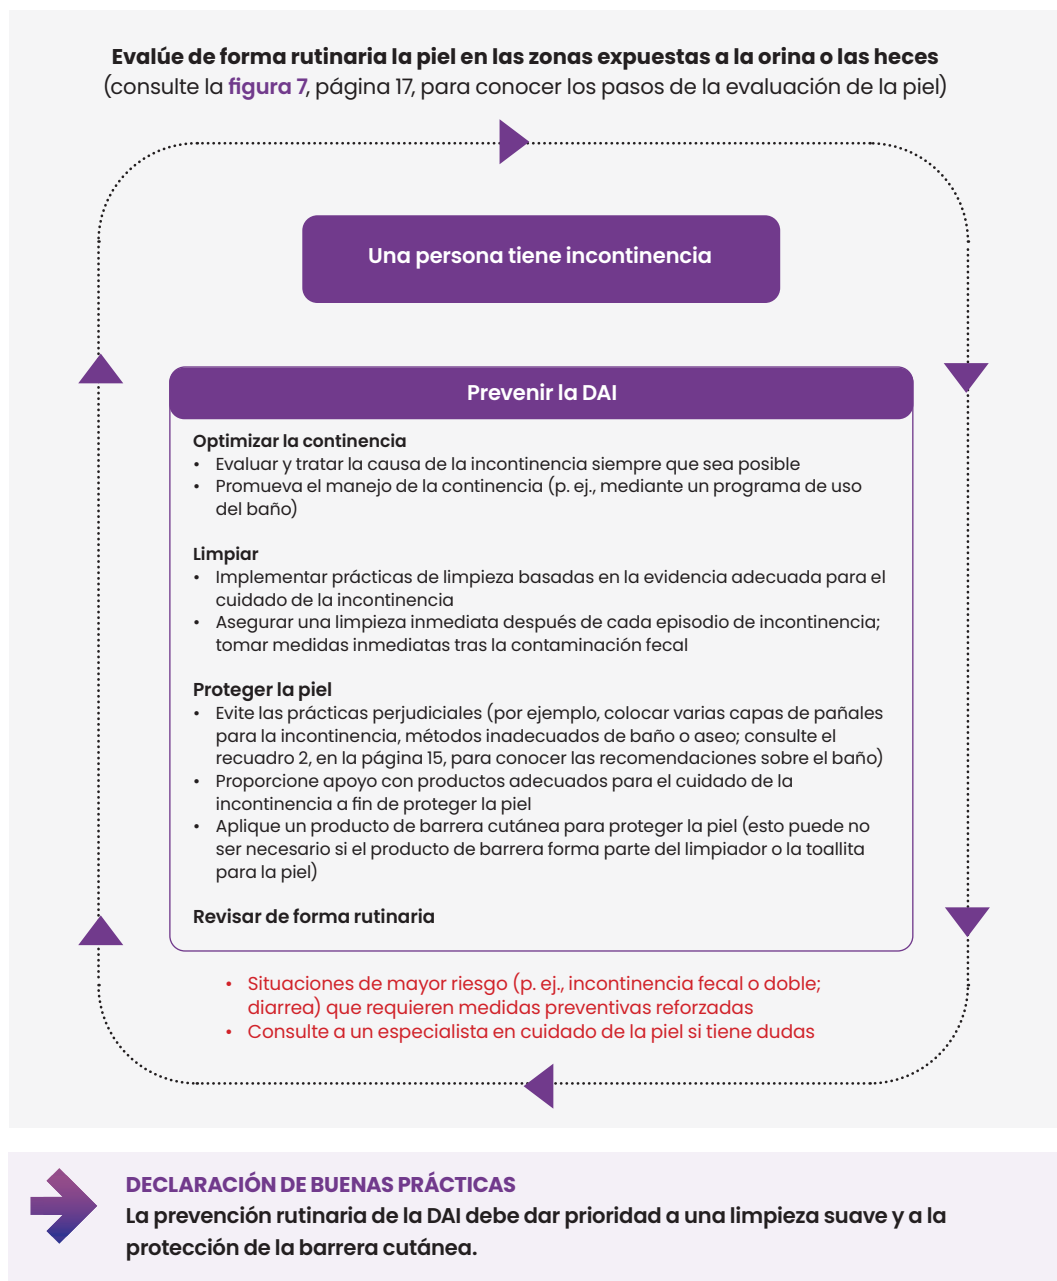 Evalúe de forma rutinaria la piel en las zonas expuestas a la orina o las heces
(consulte la figura 7, página 17, para conocer los pasos de la evaluación de la piel)
Una persona tiene incontinencia
Prevenir la DAI
Optimizar la continencia
• Evaluar y tratar la causa de la incontinencia siempre que sea posible
• Promueva el manejo de la continencia (p. ej., mediante un programa de uso
del baño)
Limpiar
• Implementar prácticas de limpieza basadas en la evidencia adecuada para el
cuidado de la incontinencia
• Asegurar una limpieza inmediata después de cada episodio de incontinencia;
tomar medidas inmediatas tras la contaminación fecal
Proteger la piel
• Evite las prácticas perjudiciales (por ejemplo, colocar varias capas de pañales
para la incontinencia, métodos inadecuados de baño o aseo; consulte el
recuadro 2, en la página 15, para conocer las recomendaciones sobre el baño)
• Proporcione apoyo con productos adecuados para el cuidado de la
incontinencia a fin de proteger la piel
• Aplique un producto de barrera cutánea para proteger la piel (esto puede no
ser necesario si el producto de barrera forma parte del limpiador o la toallita
para la piel)
Revisar de forma rutinaria
• Situaciones de mayor riesgo (p. ej., incontinencia fecal o doble;
diarrea) que requieren medidas preventivas reforzadas
• Consulte a un especialista en cuidado de la piel si tiene dudas
DECLARACIÓN DE BUENAS PRÁCTICAS
La prevención rutinaria de la DAI debe dar prioridad a una limpieza suave y a la
protección de la barrera cutánea.